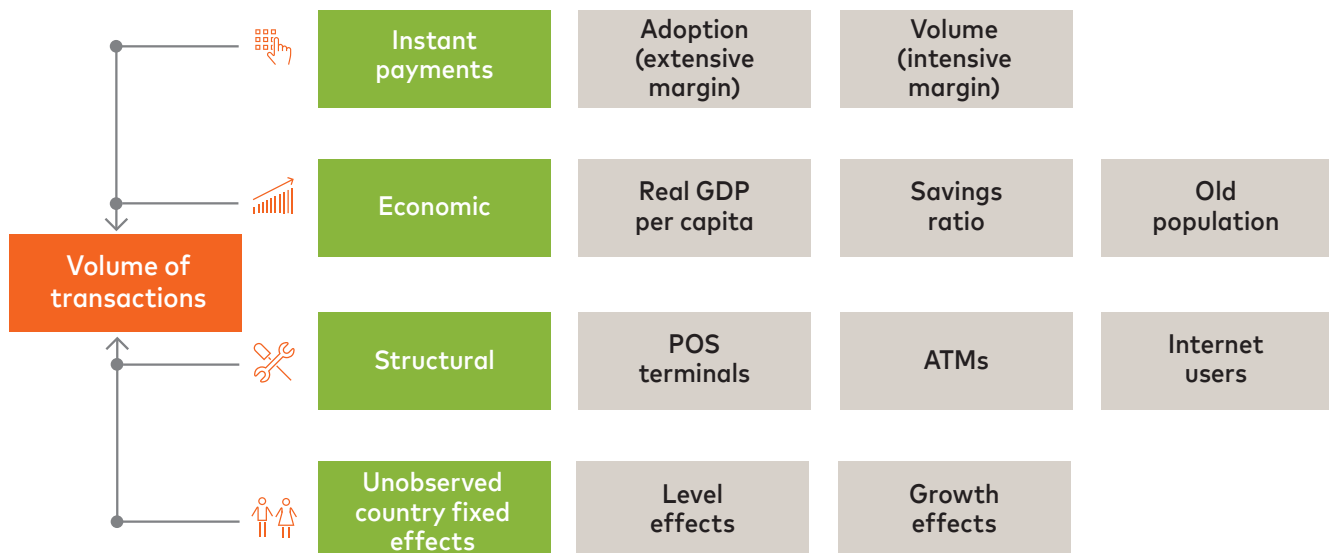 Instant
payments
Adoption
(extensive
margin)
Volume
(intensive
margin)
Economic
Real GDP
per capita
Savings
ratio
Old
population
Volume of
transactions
Structural
POS
terminals
ATMs
Internet
users
Unobserved
country fixed
effects
Level
effects
Growth
effects